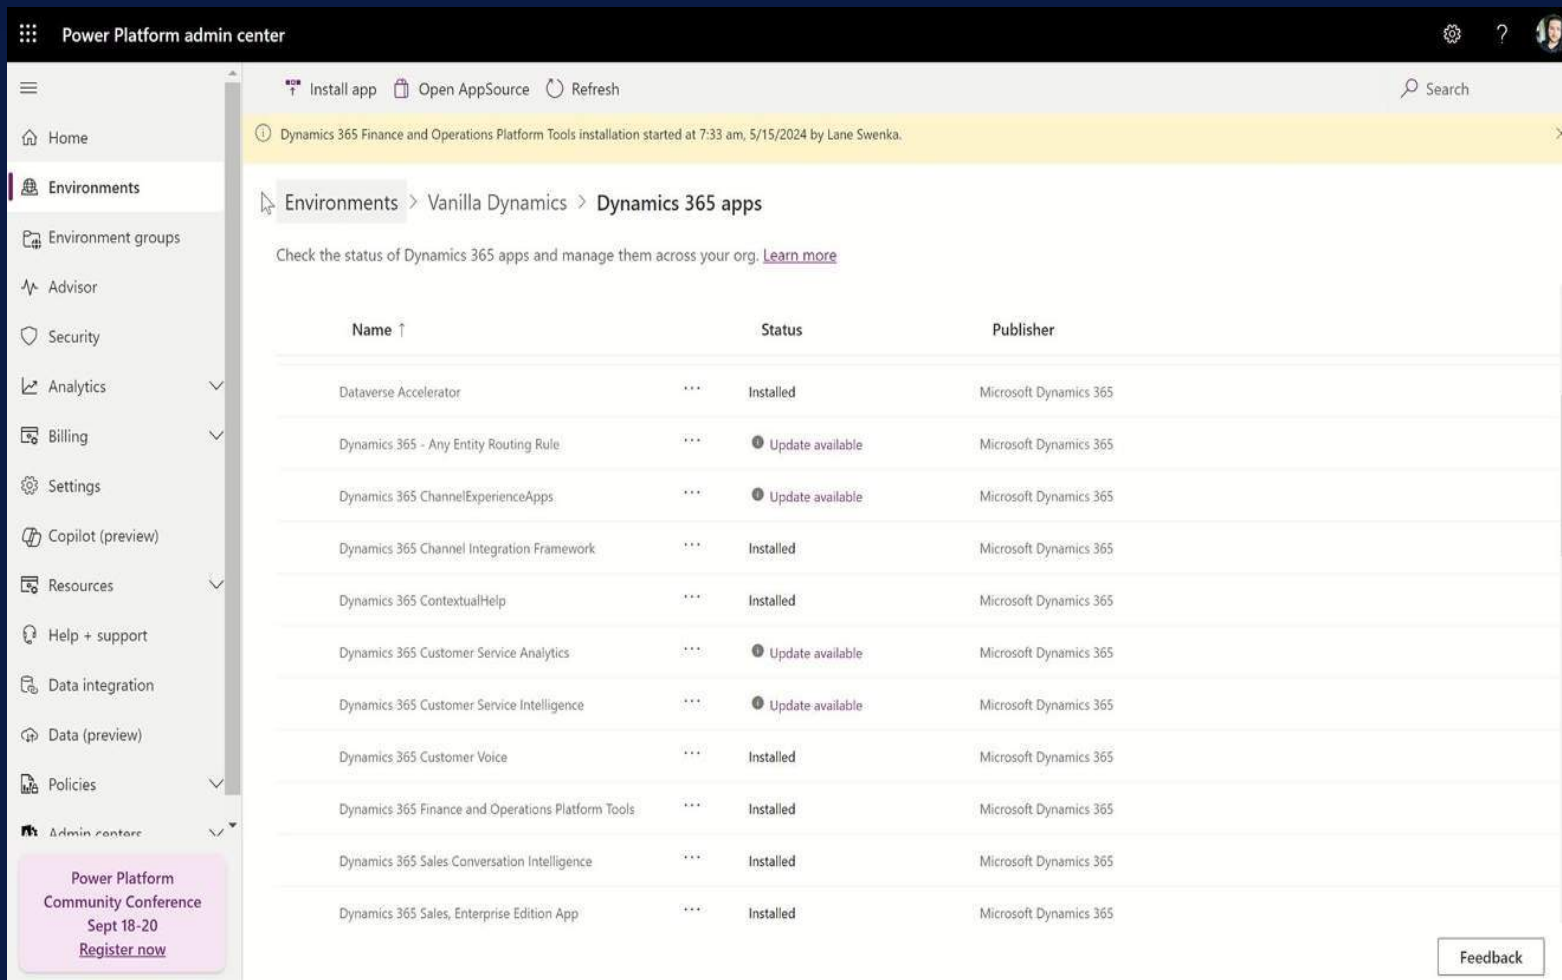 Power Platform admin center
Install app
Open AppSource
Refresh
Search
Dynamics 365 Finance and Operations Platform Tools installation started at 7:33 am, 5/15/2024 by Lane Swenka.
Home
Environments
Environment groups
Advisor
Security
Analytics
Billing
Settings
Copilot (preview)
Resources
Help + support
Data integration
Data (preview)
Policies
Admin centers
Power Platform
Community Conference
Sept 18-20
Register now
Environments > Vanilla Dynamics > Dynamics 365 apps
Check the status of Dynamics 365 apps and manage them across your org. Learn more
Name ↑ Status Publisher
Dataverse Accelerator ... Installed Microsoft Dynamics 365
Dynamics 365 - Any Entity Routing Rule ... Update available Microsoft Dynamics 365
Dynamics 365 ChannelExperienceApps ... Update available Microsoft Dynamics 365
Dynamics 365 Channel Integration Framework ... Installed Microsoft Dynamics 365
Dynamics 365 ContextualHelp ... Installed Microsoft Dynamics 365
Dynamics 365 Customer Service Analytics ... Update available Microsoft Dynamics 365
Dynamics 365 Customer Service Intelligence ... Update available Microsoft Dynamics 365
Dynamics 365 Customer Voice ... Installed Microsoft Dynamics 365
Dynamics 365 Finance and Operations Platform Tools ... Installed Microsoft Dynamics 365
Dynamics 365 Sales Conversation Intelligence ... Installed Microsoft Dynamics 365
Dynamics 365 Sales, Enterprise Edition App ... Installed Microsoft Dynamics 365
Feedback